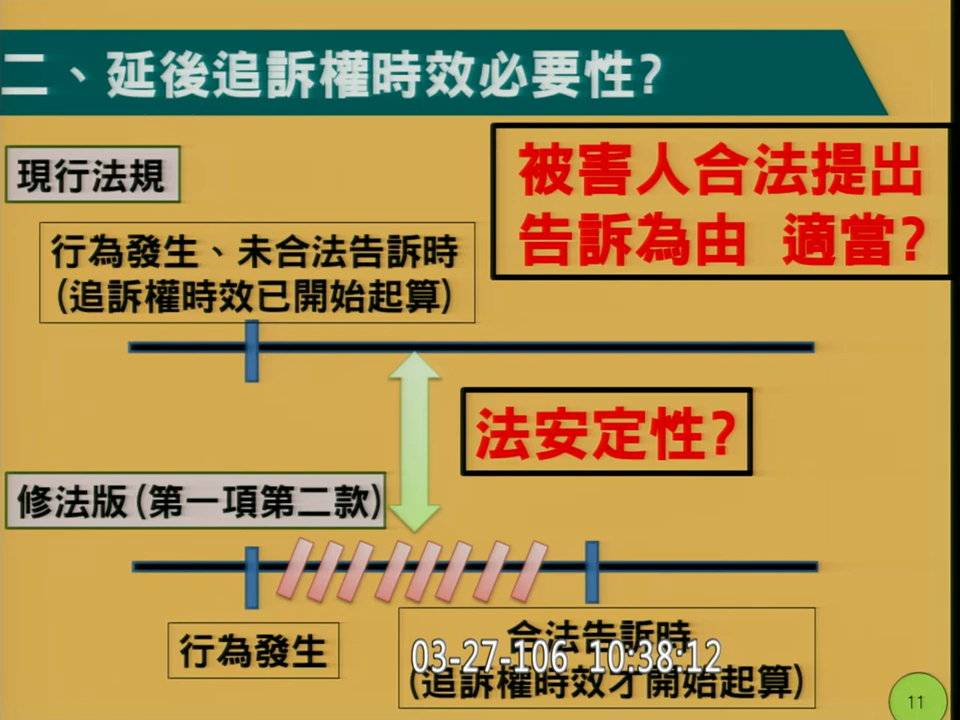 二、延後追訴權時效必要性?
現行法規
被害人合法提出
告訴為由 適當?
行為發生、未合法告訴時
(追訴權時效已開始起算)
法安定性?
修法版(第一項第二款)
行為發生
合法告訴時
03-27-106 10:38:12
(追訴權時效才開始起算)
11